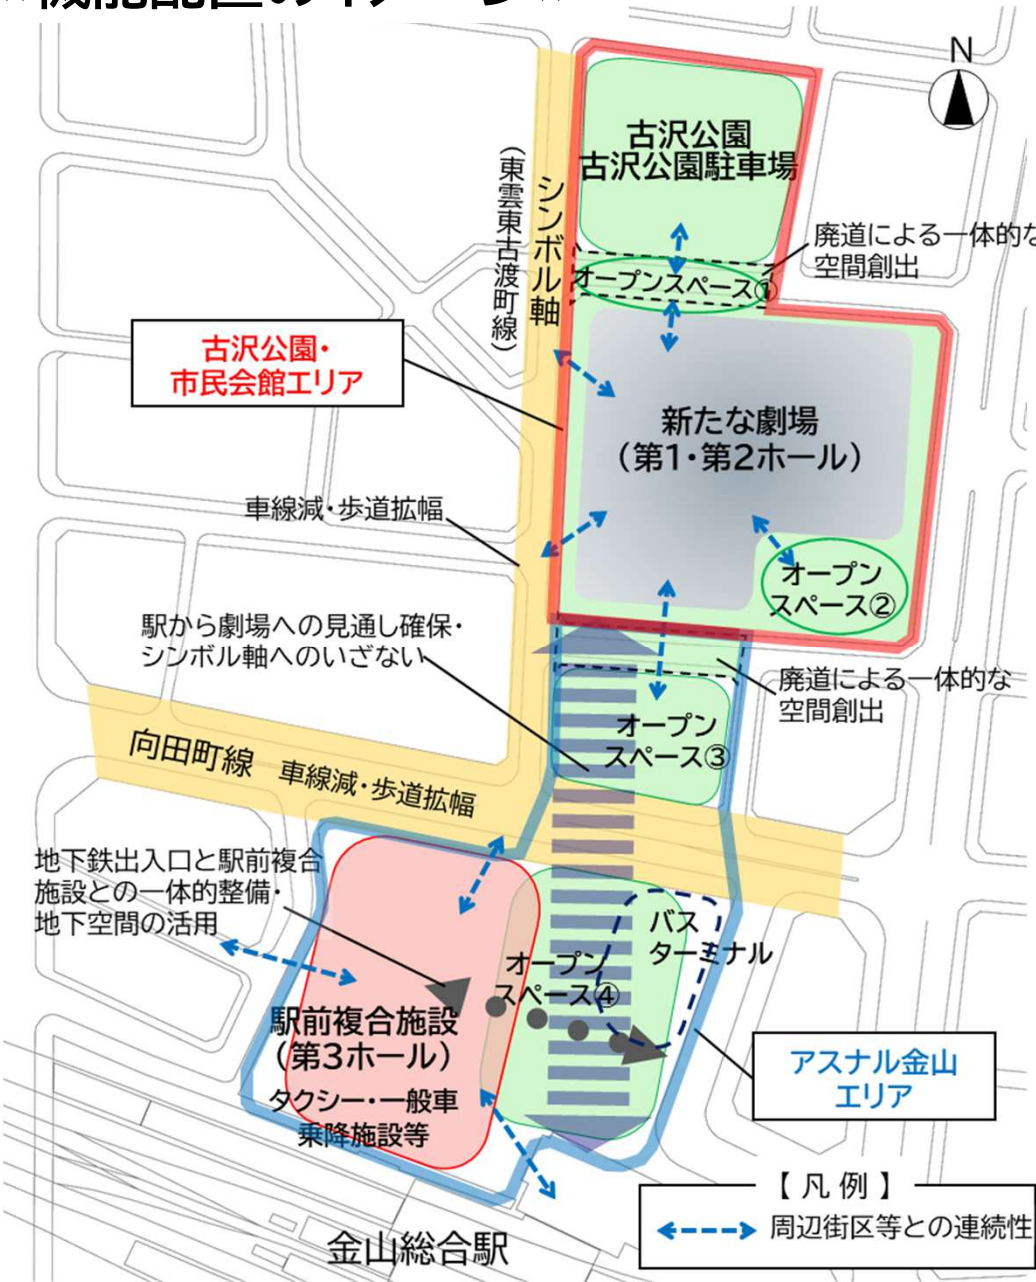 機能配置のイメージ
N
古沢公園
古沢公園駐車場
シンボル軸
(東雲東古渡町線)
廃道による一体的な
空間創出
オープンスペース①
古沢公園・
市民会館エリア
新たな劇場
(第1・第2ホール)
車線減・歩道拡幅
オープン
スペース②
駅から劇場への見通し確保・
シンボル軸へのいざない
廃道による一体的な
空間創出
オープン
スペース③
向田町線 車線減・歩道拡幅
地下鉄出入口と駅前複合
施設との一体的整備・
地下空間の活用
バス
ターミナル
オープン
スペース④
駅前複合施設
(第3ホール)
タクシー・一般車
乗降施設等
アスナル金山
エリア
【凡例】
周辺街区等との連続性
金山総合駅